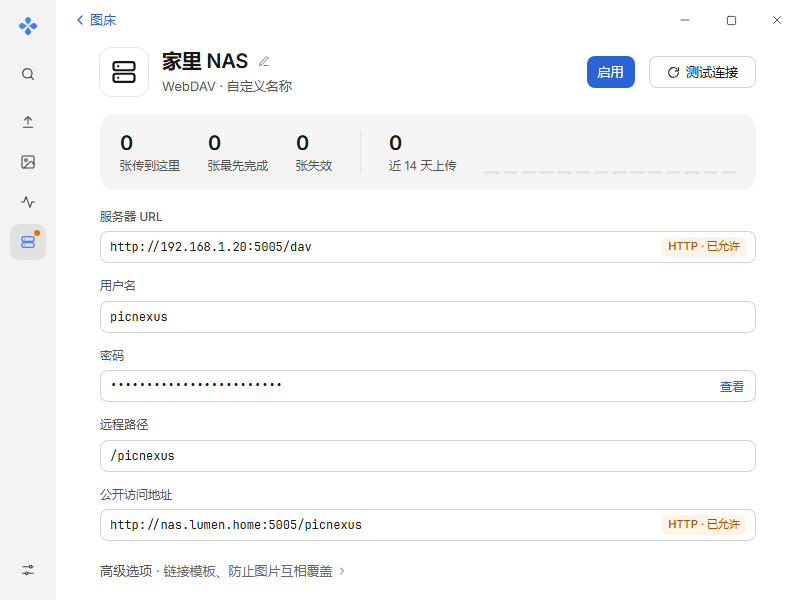 图床
家里 NAS
WebDAV · 自定义名称
启用
测试连接
0
张传到这里
0
张最先完成
0
张失效
0
近 14 天上传
服务器 URL
http://192.168.1.20:5005/dav
HTTP · 已允许
用户名
picnexus
密码
••••••••••••••••••••••••
查看
远程路径
/picnexus
公开访问地址
http://nas.lumen.home:5005/picnexus
HTTP · 已允许
高级选项 · 链接模板、防止图片互相覆盖